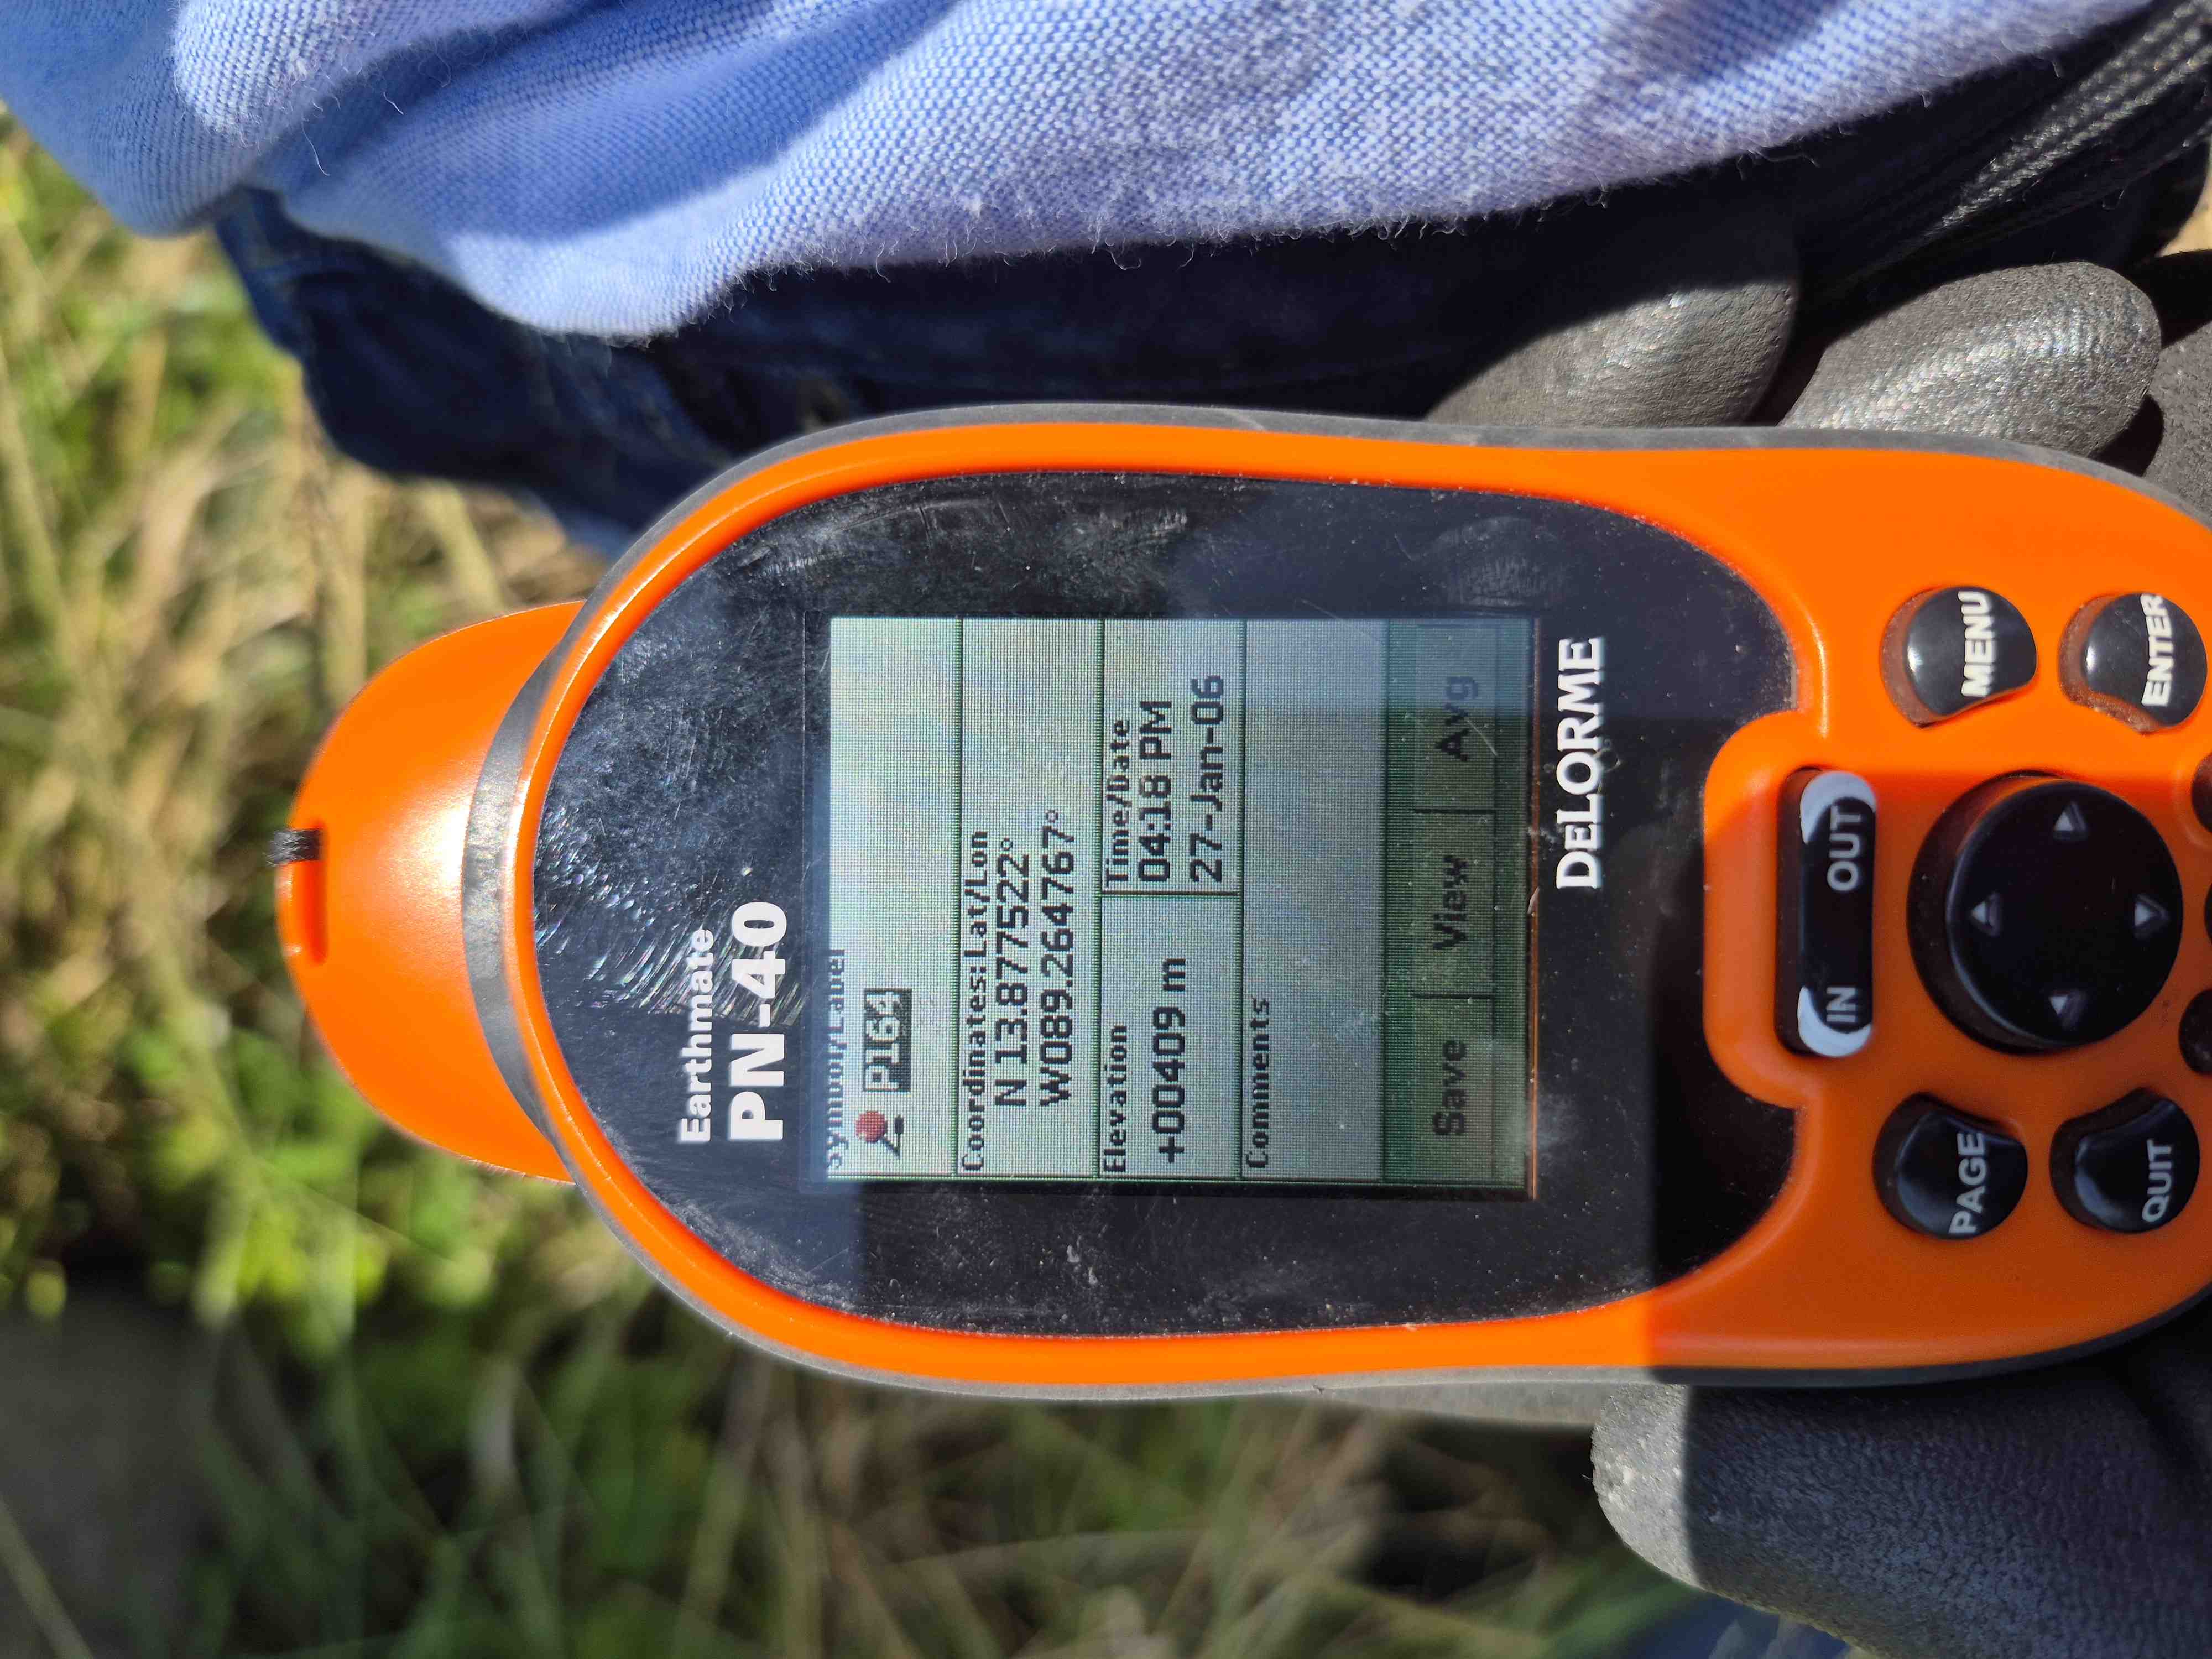 Earthmate
PN-40
Symbol/Label
P164
Coordinates:Lat/Lon
N 13.877522°
W089.264767°
Elevation
+00409 m
Time/Date
04:18 PM
27-Jan-06
Comments
Save
View
Avg
DELORME
IN
OUT
PAGE
MENU
QUIT
ENTER